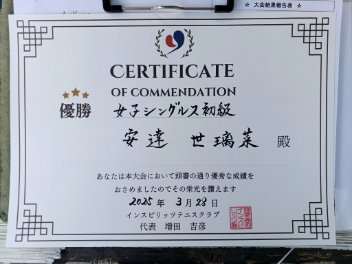 ★ 大会結果報告表 ★
CERTIFICATE
OF COMMENDATION
優勝 女子シングルス初級
安達 世璃菜 殿
あなたは本大会において頭書の通り優秀な成績を
おさめましたのでその栄光を讃えます
2025年 3月28日
インスピリッツテニスクラブ
代表 増田 吉彦